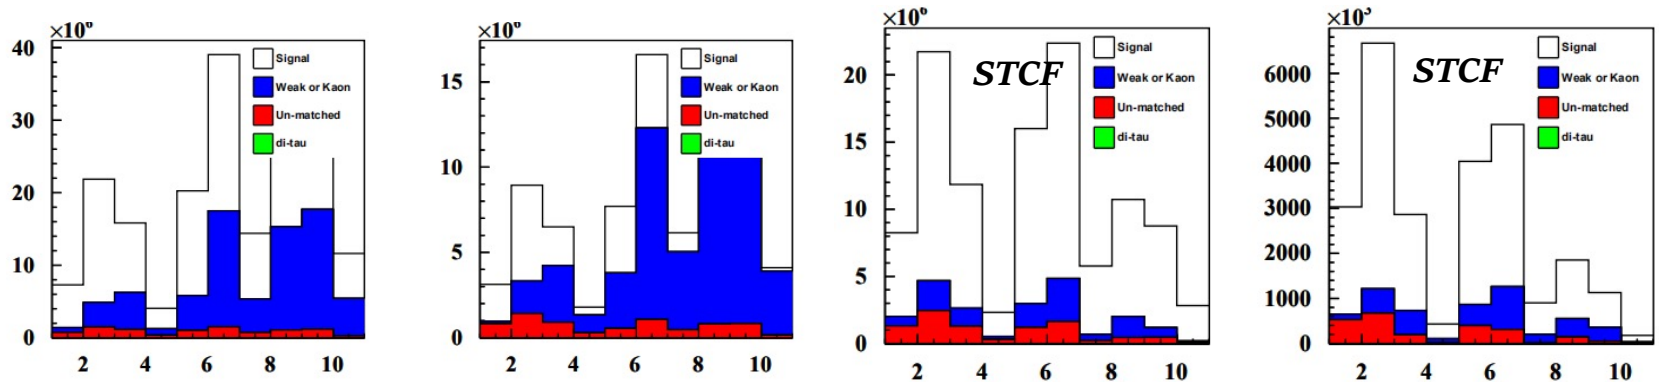 ×10⁶
40
30
20
10
0
2 4 6 8 10
Signal
Weak or Kaon
Un-matched
di-tau
15
10
5
0
2 4 6 8 10
Signal
Weak or Kaon
Un-matched
di-tau
×10⁶
20
15
10
5
0
2 4 6 8 10
STCF
Signal
Weak or Kaon
Un-matched
di-tau
×10³
6000
5000
4000
3000
2000
1000
0
2 4 6 8 10
STCF
Signal
Weak or Kaon
Un-matched
di-tau